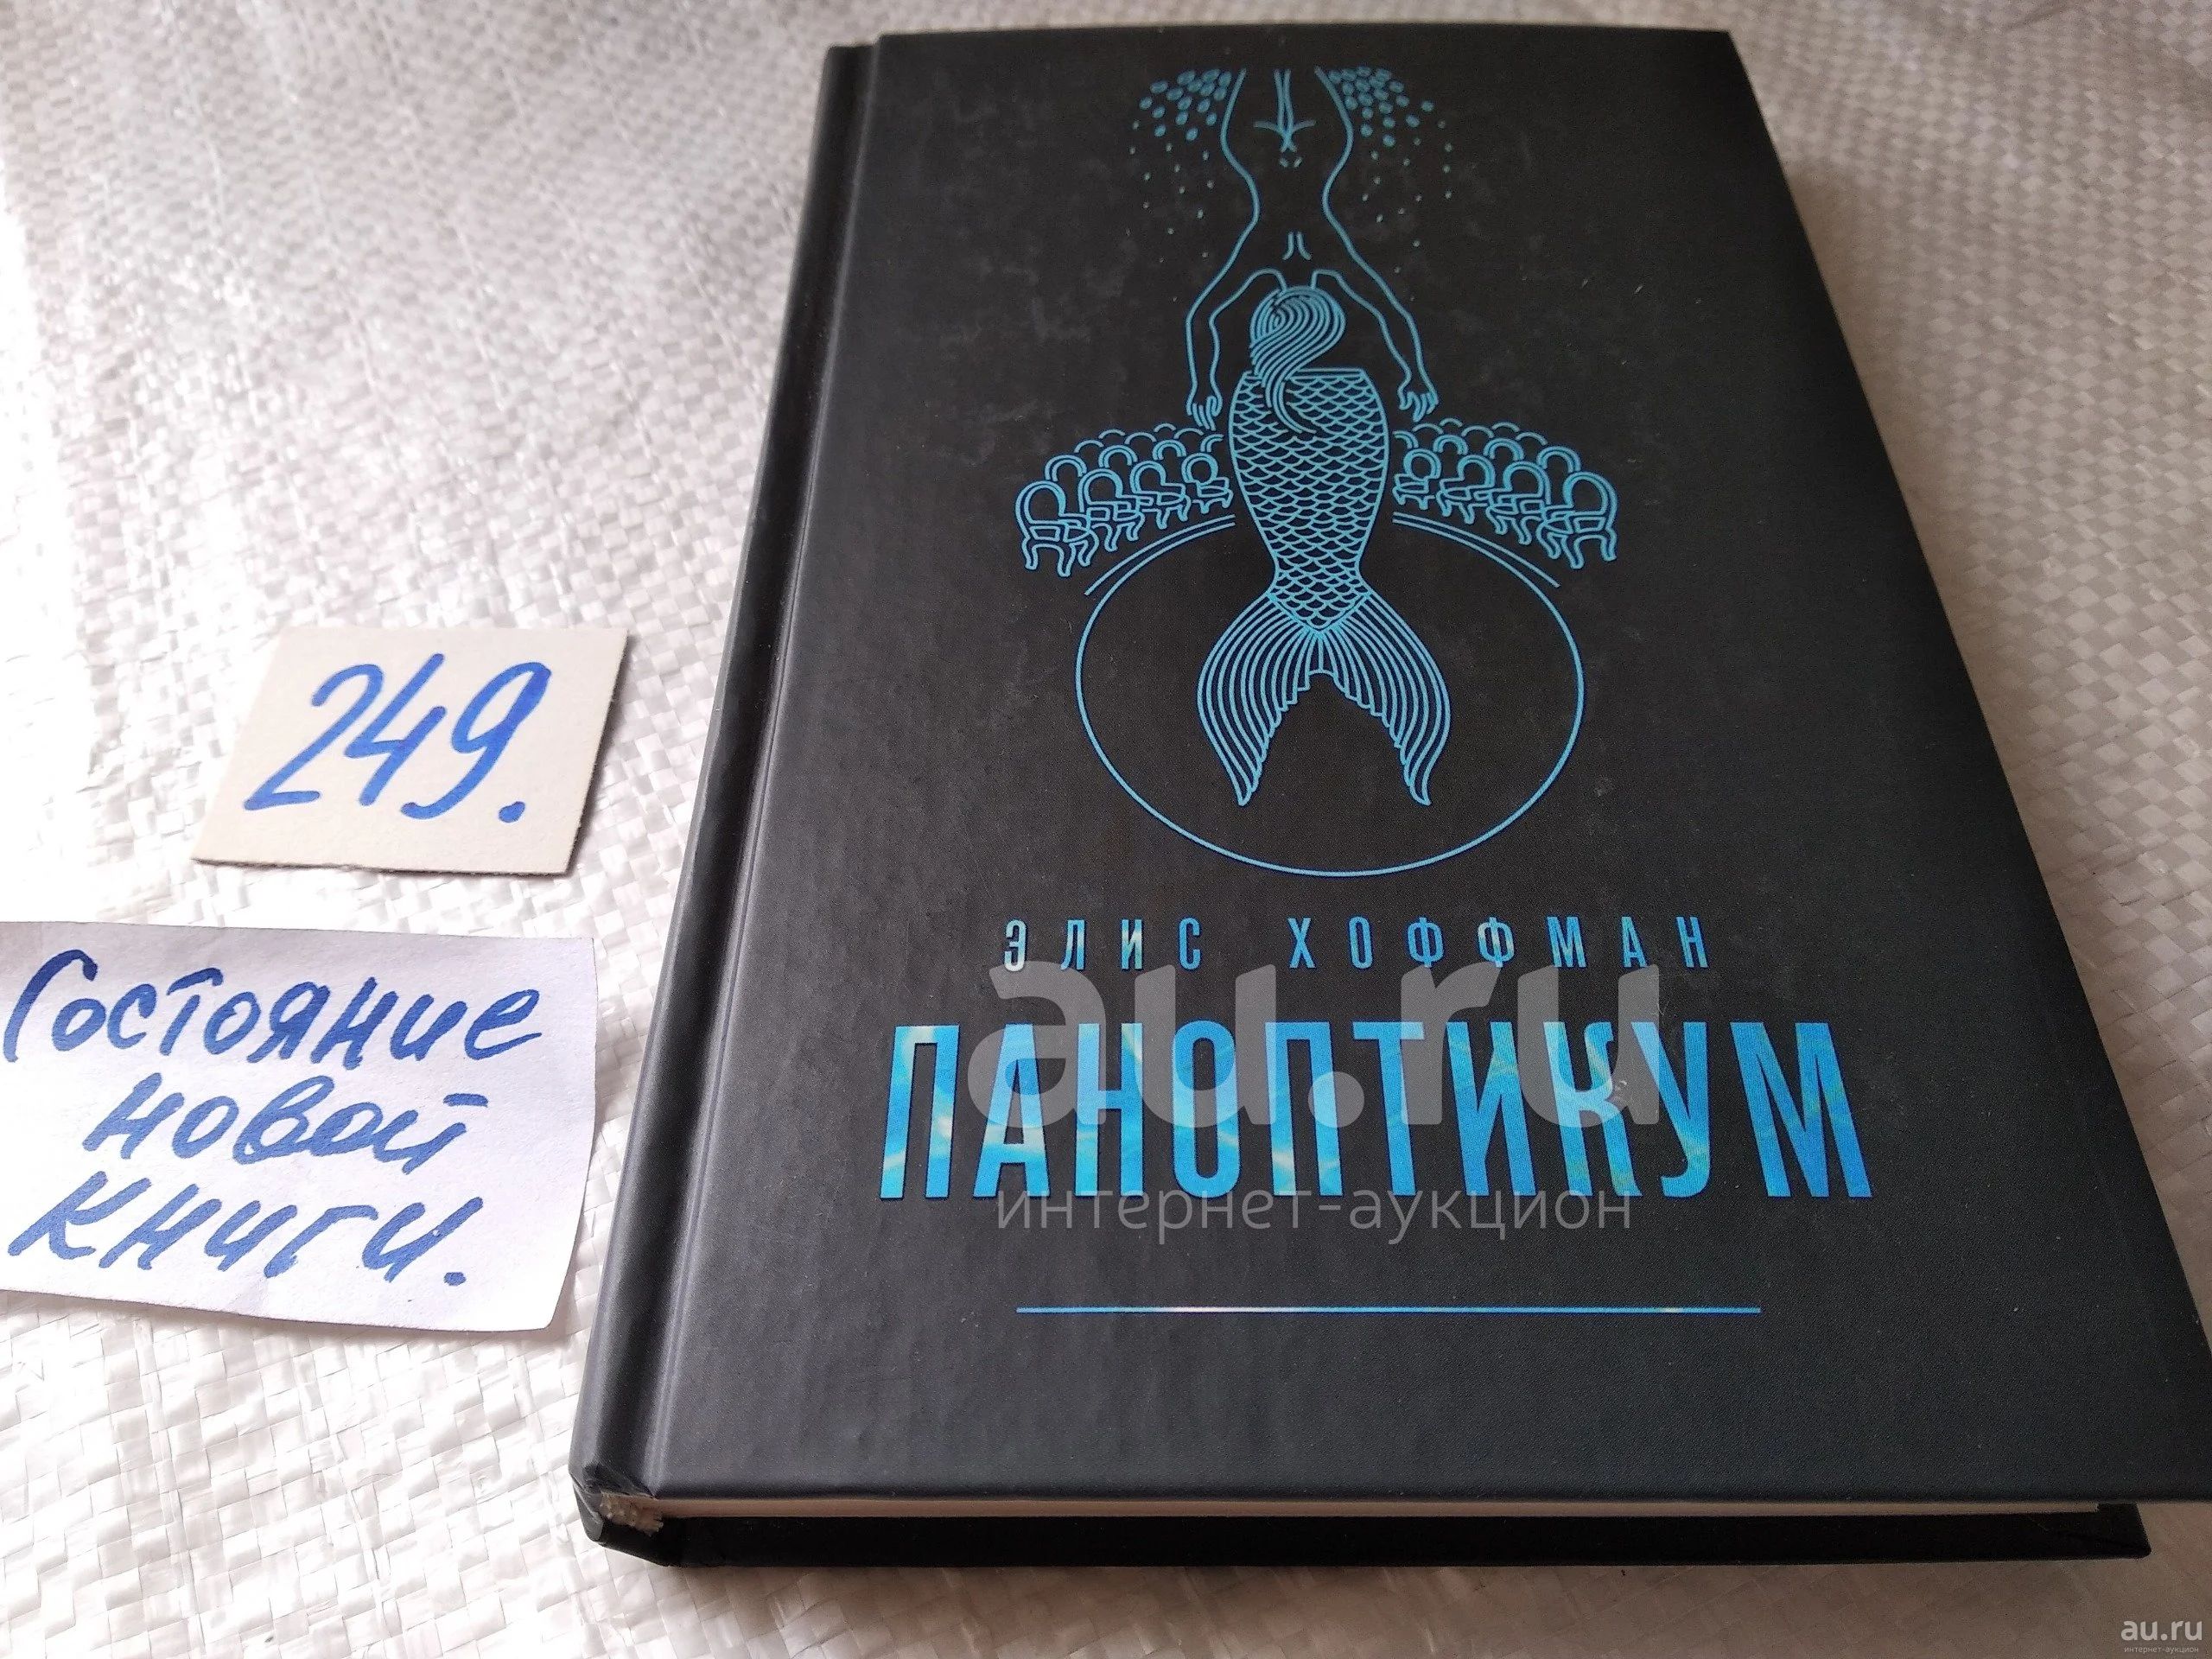 249.
Состояние
новой
книги.
ЭЛИС ХОФФМАН
ПАНОПТИКУМ
au.ru
интернет-аукцион
au.ru
интернет-аукцион